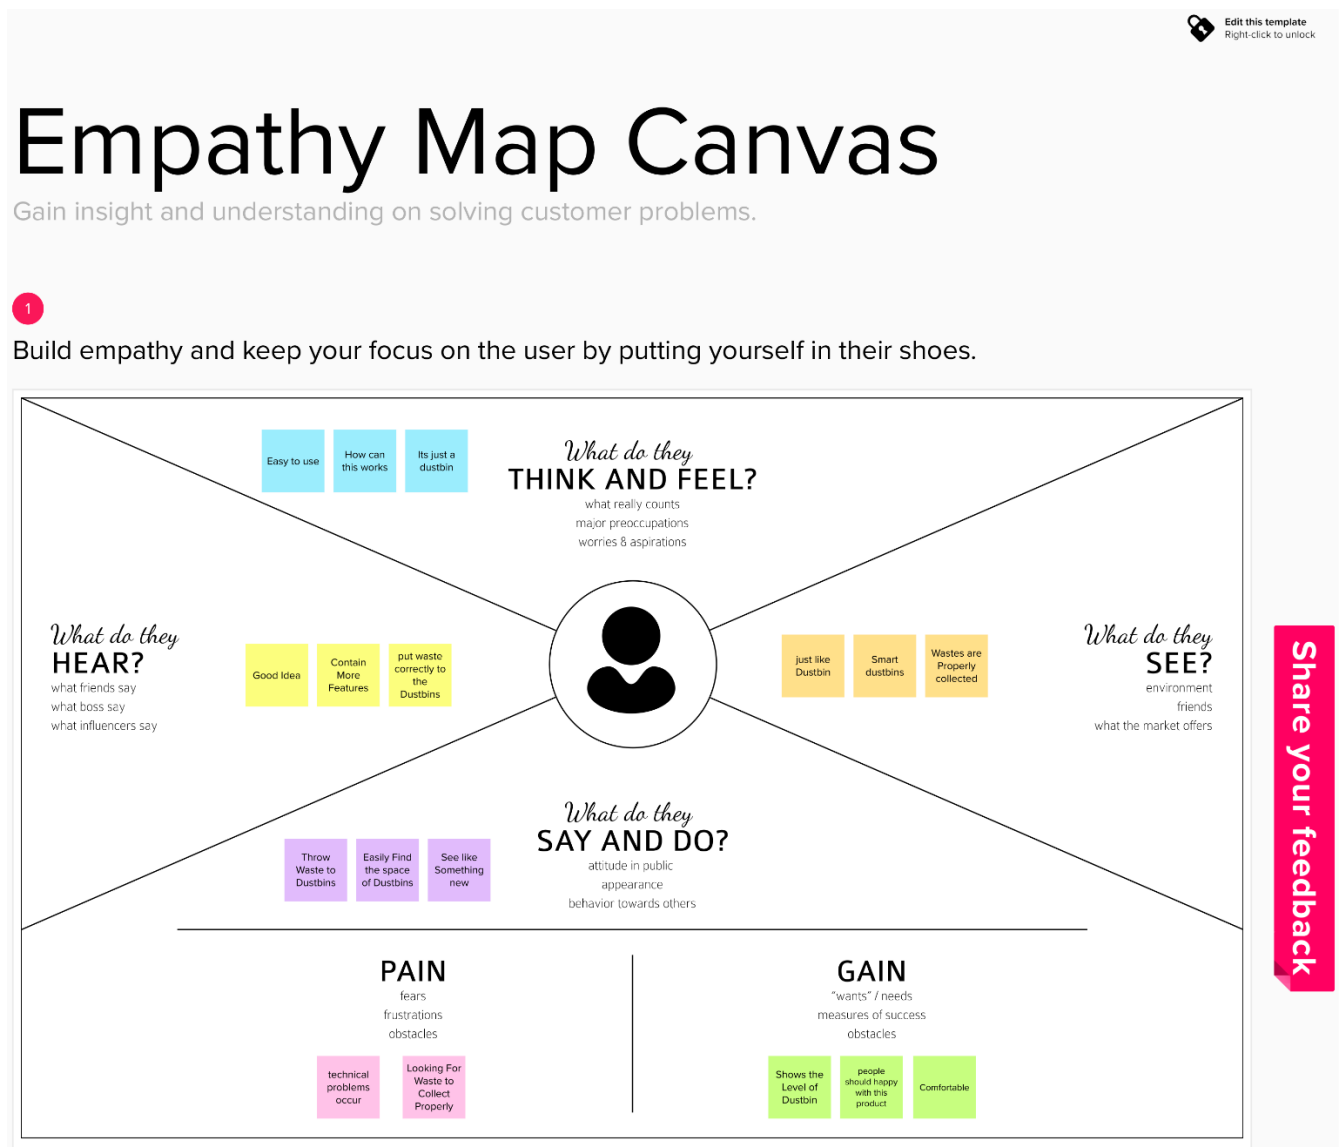 Edit this template
Right-click to unlock
Empathy Map Canvas
Gain insight and understanding on solving customer problems.
1
Build empathy and keep your focus on the user by putting yourself in their shoes.
Easy to use
How can
this works
Its just a
dustbin
What do they
THINK AND FEEL?
what really counts
major preoccupations
worries & aspirations
What do they
HEAR?
what friends say
what boss say
what influencers say
Good Idea
Contain
More
Features
put waste
correctly to
the
Dustbins
just like
Dustbin
Smart
dustbins
Wastes are
Properly
collected
What do they
SEE?
environment
friends
what the market offers
Share your feedback
What do they
SAY AND DO?
attitude in public
appearance
behavior towards others
Throw
Waste to
Dustbins
Easily Find
the space
of Dustbins
See like
Something
new
PAIN
fears
frustrations
obstacles
technical
problems
occur
Looking For
Waste to
Collect
Properly
GAIN
"wants" / needs
measures of success
obstacles
Shows the
Level of
Dustbin
people
should happy
with this
product
Comfortable